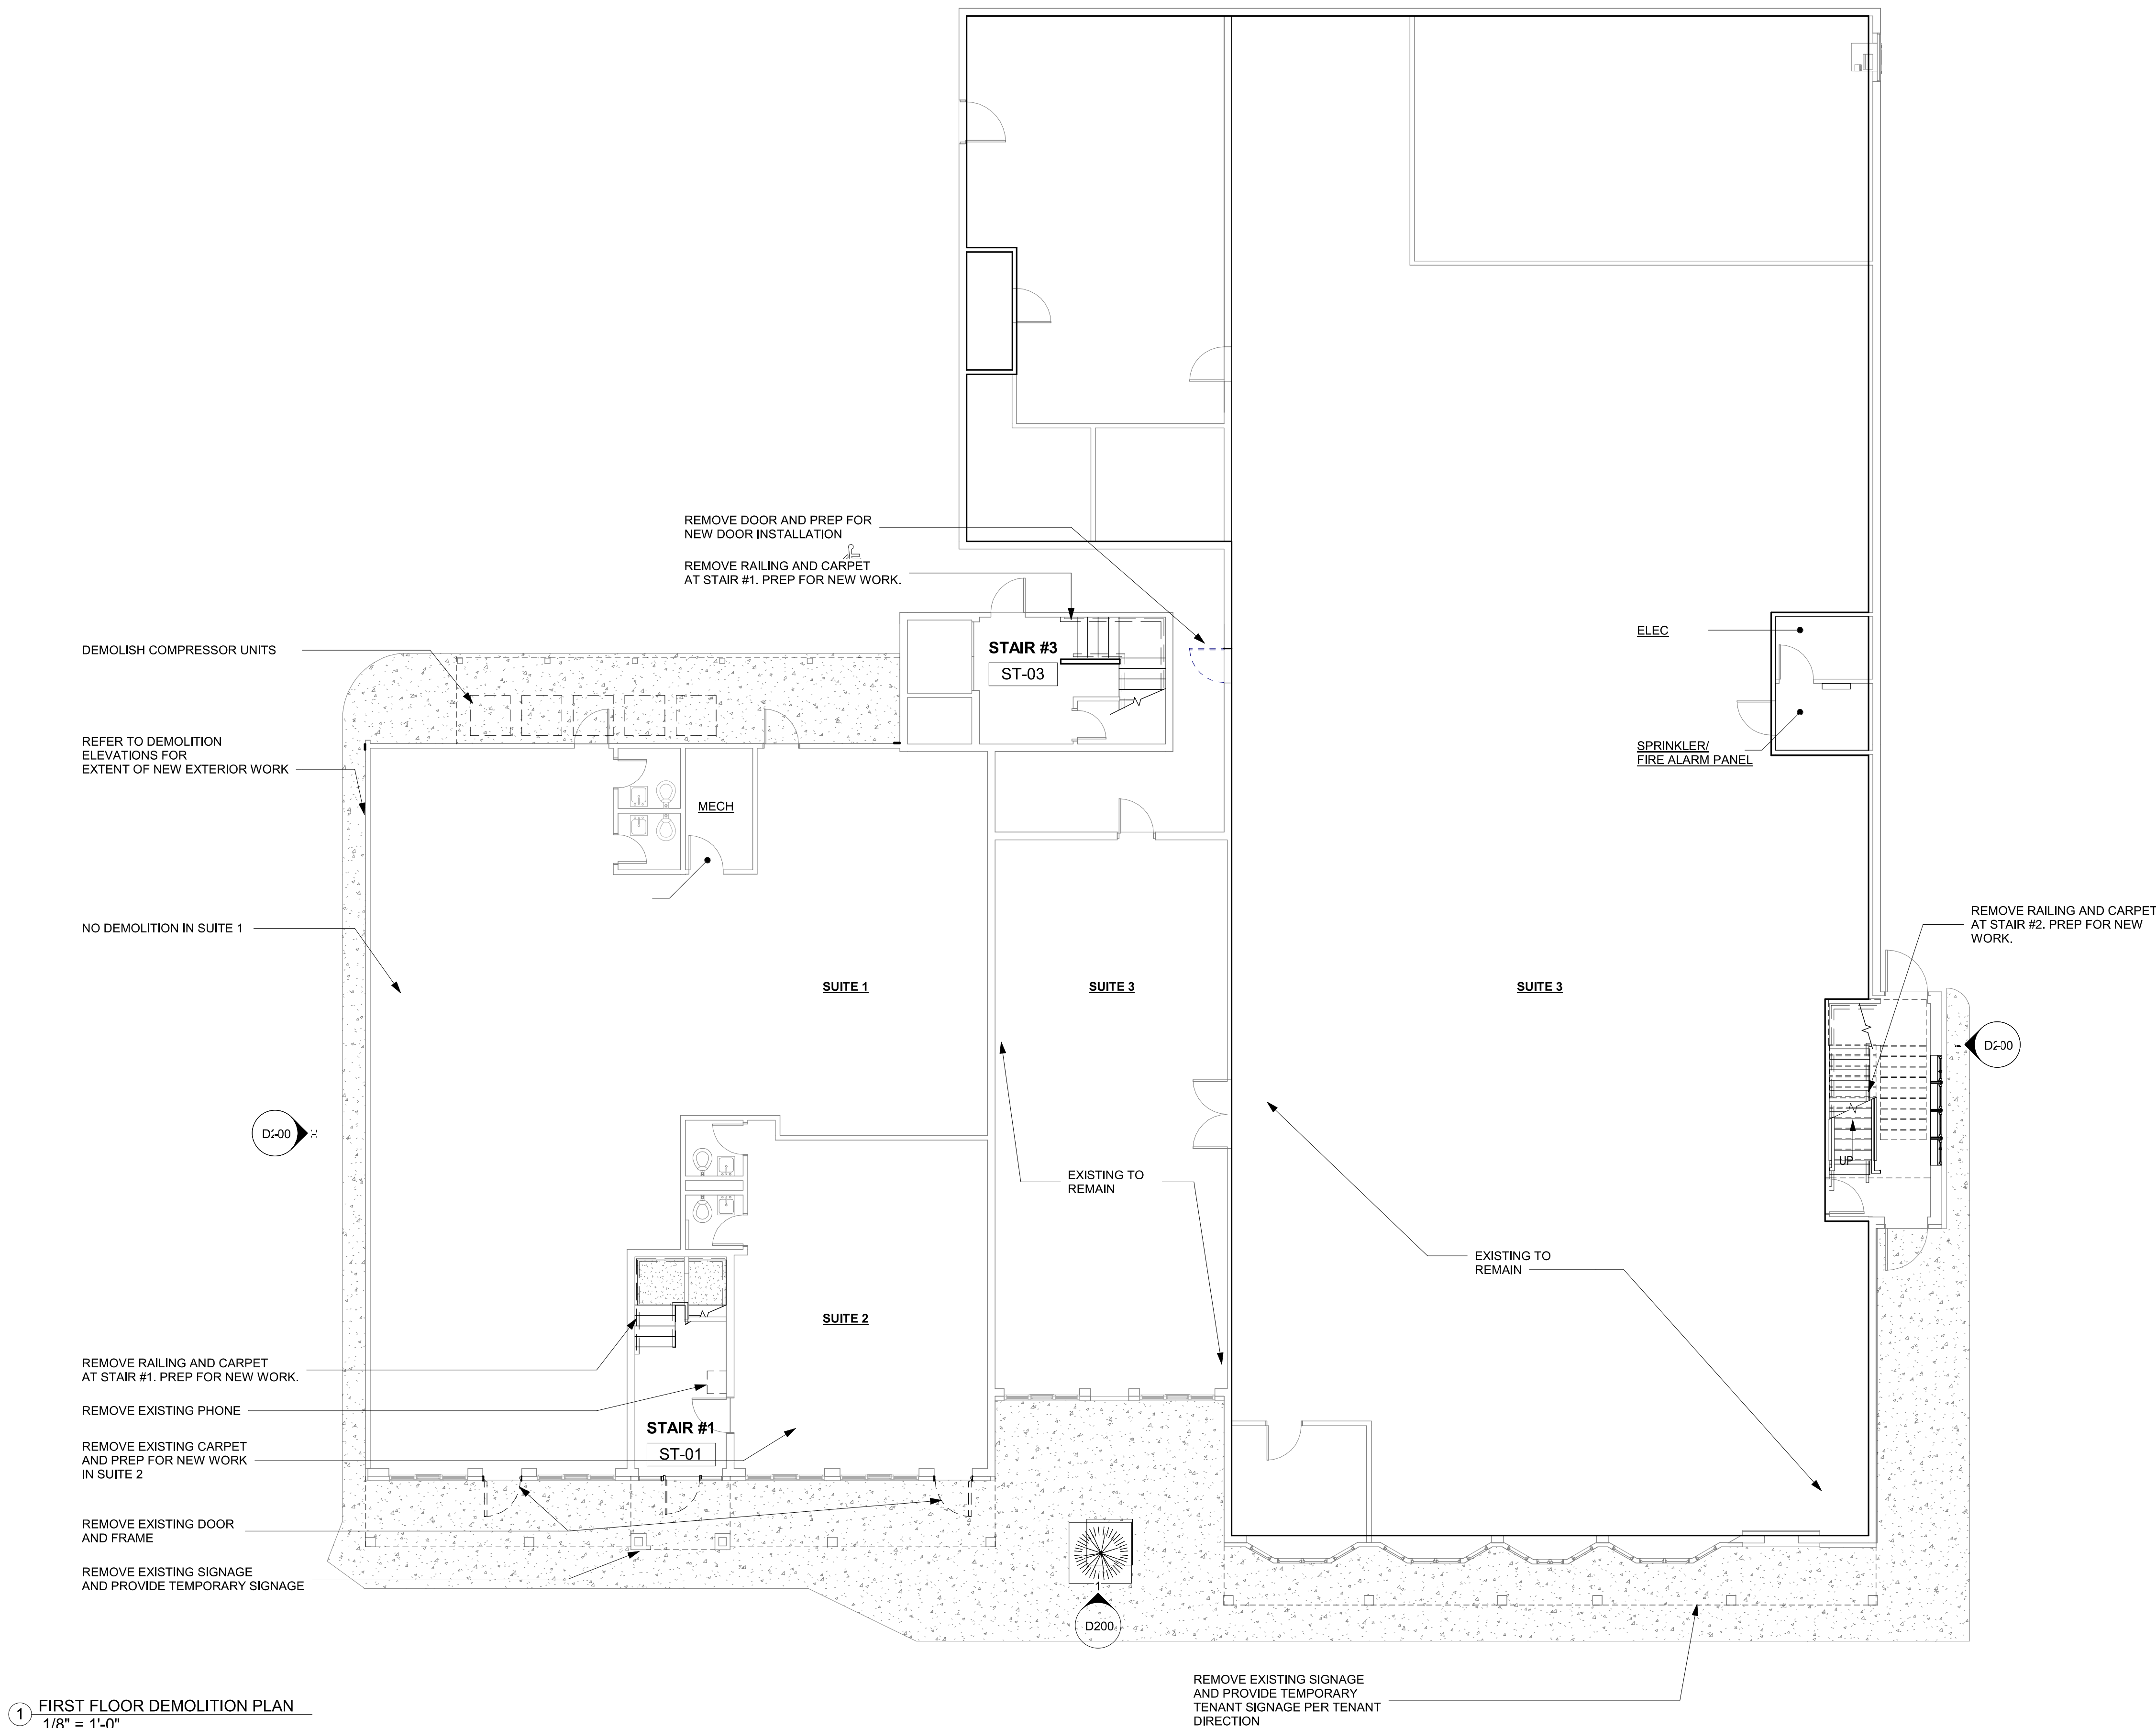 REMOVE DOOR AND PREP FOR
NEW DOOR INSTALLATION
REMOVE RAILING AND CARPET
AT STAIR #1. PREP FOR NEW WORK.
STAIR #3
ST-03
ELEC
SPRINKLER/
FIRE ALARM PANEL
DEMOLISH COMPRESSOR UNITS
REFER TO DEMOLITION
ELEVATIONS FOR
EXTENT OF NEW EXTERIOR WORK
MECH
NO DEMOLITION IN SUITE 1
REMOVE RAILING AND CARPET
AT STAIR #2. PREP FOR NEW
WORK.
SUITE 1
SUITE 3
SUITE 3
D200
D200
UP
EXISTING TO
REMAIN
EXISTING TO
REMAIN
SUITE 2
REMOVE RAILING AND CARPET
AT STAIR #1. PREP FOR NEW WORK.
REMOVE EXISTING PHONE
STAIR #1
ST-01
REMOVE EXISTING CARPET
AND PREP FOR NEW WORK
IN SUITE 2
REMOVE EXISTING DOOR
AND FRAME
REMOVE EXISTING SIGNAGE
AND PROVIDE TEMPORARY SIGNAGE
1
D200
REMOVE EXISTING SIGNAGE
AND PROVIDE TEMPORARY
TENANT SIGNAGE PER TENANT
DIRECTION
1 FIRST FLOOR DEMOLITION PLAN
1/8" = 1'-0"